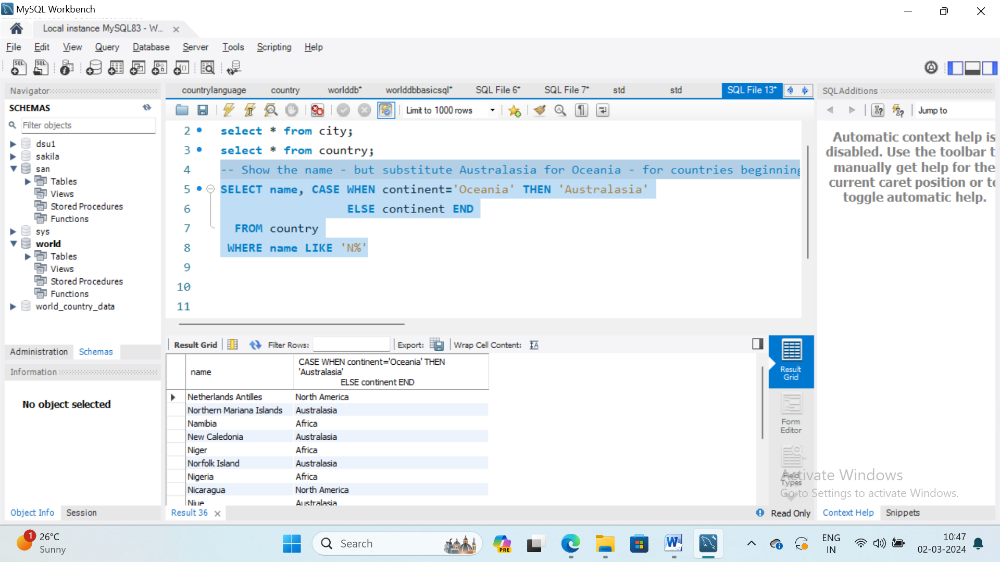 MySQL Workbench
Local instance MySQL83 - W...
File Edit View Query Database Server Tools Scripting Help
Navigator
SCHEMAS
Filter objects
dsu1
sakila
san
Tables
Views
Stored Procedures
Functions
sys
world
Tables
Views
Stored Procedures
Functions
world_country_data
Administration Schemas
Information
No object selected
Object Info Session
countrylanguage country worlddb* worlddbbasicsql* SQL File 6* SQL File 7* std std SQL File 13*
Limit to 1000 rows
2 select * from city;
3 select * from country;
4 -- Show the name - but substitute Australasia for Oceania - for countries beginning
5 SELECT name, CASE WHEN continent='Oceania' THEN 'Australasia'
6 ELSE continent END
7 FROM country
8 WHERE name LIKE 'N%'
9
10
11
Result Grid Filter Rows: Export: Wrap Cell Content:
name CASE WHEN continent='Oceania' THEN
'Australasia'
ELSE continent END
Netherlands Antilles North America
Northern Mariana Islands Australasia
Namibia Africa
New Caledonia Australasia
Niger Africa
Norfolk Island Australasia
Nigeria Africa
Nicaragua North America
Niue Australasia
Result 36
Result
Grid
Form
Editor
Field
Types
Read Only
SQLAdditions
Jump to
Automatic context help is
disabled. Use the toolbar t
manually get help for the
current caret position or to
toggle automatic help.
Activate Windows
Go to Settings to activate Windows.
Context Help Snippets
1
26°C
Sunny
Search
PRE
ENG
IN
10:47
02-03-2024